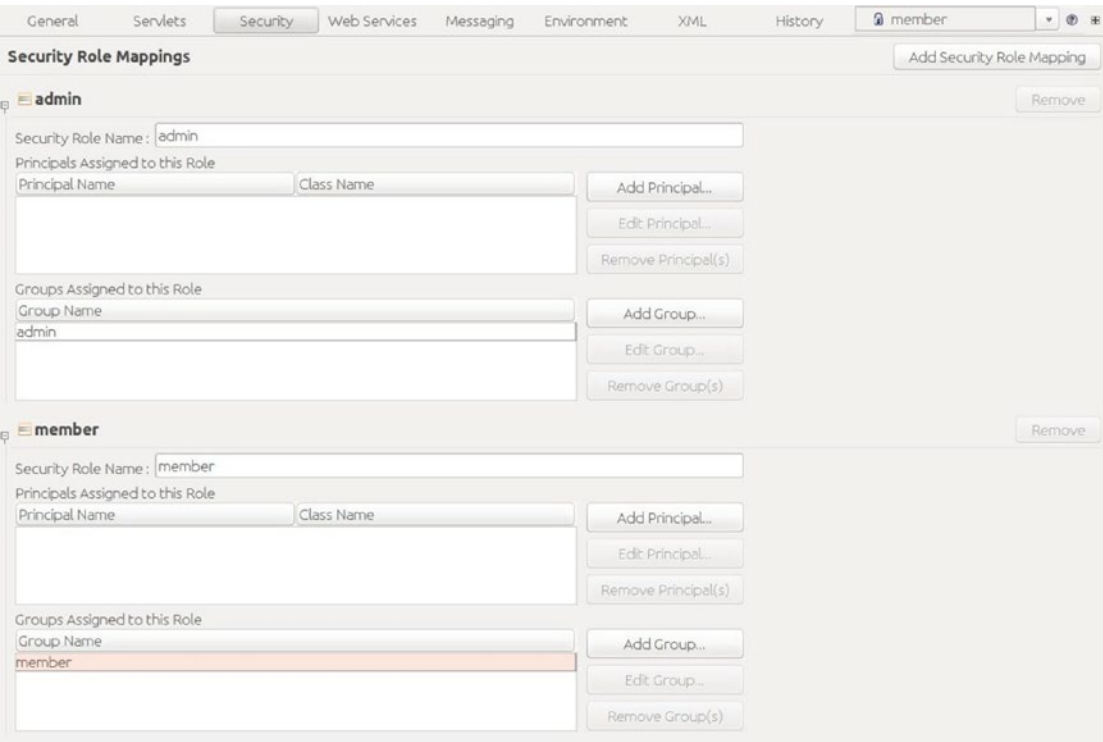 General Servlets Security Web Services Messaging Environment XML History member
Security Role Mappings Add Security Role Mapping
admin Remove
Security Role Name : admin
Principals Assigned to this Role
Principal Name Class Name Add Principal...
Edit Principal...
Remove Principal(s)
Groups Assigned to this Role
Group Name Add Group...
admin
Edit Group...
Remove Group(s)
member Remove
Security Role Name : member
Principals Assigned to this Role
Principal Name Class Name Add Principal...
Edit Principal...
Remove Principal(s)
Groups Assigned to this Role
Group Name Add Group...
member
Edit Group...
Remove Group(s)